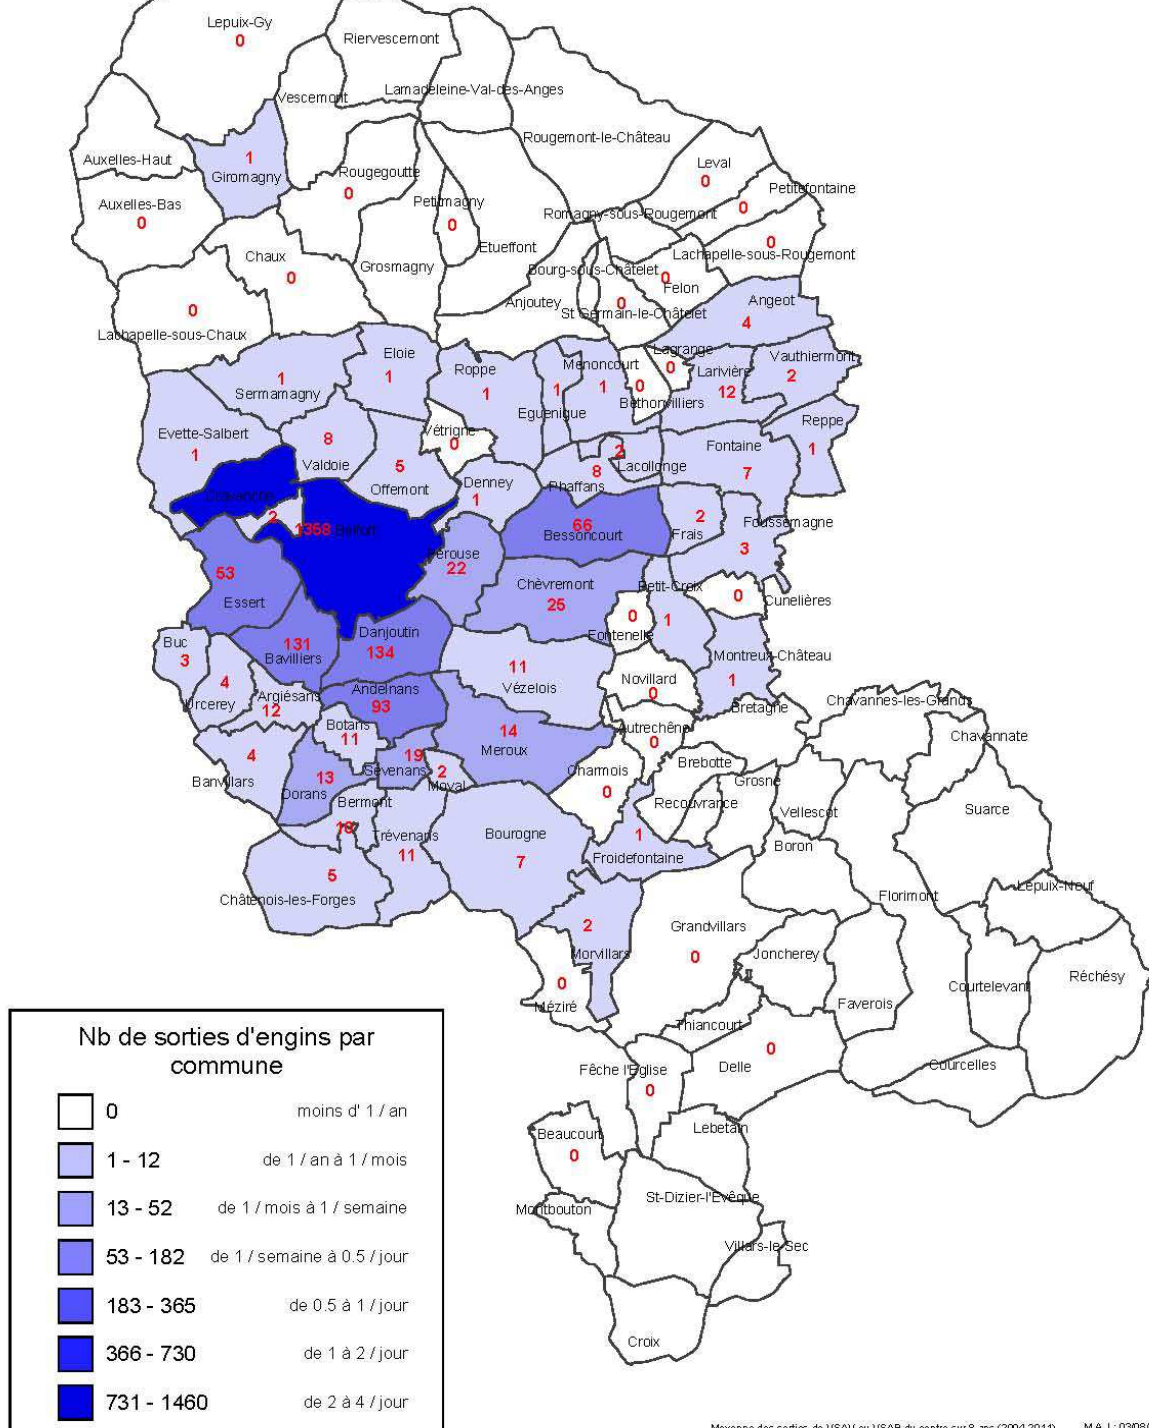 Lepuix-Gy
0
Riervescemont
Vescemont
Lamadeleine-Val-des-Anges
Rougemont-le-Château
Auxelles-Haut
1
Giromagny
Rougegoutte
0
Leval
0
Petitefontaine
0
Auxelles-Bas
0
Petitmagny
0
Romagny-sous-Rougemont
Etueffont
0
Lachapelle-sous-Rougemont
Chaux
0
Grosmagny
Bourg-sous-Châtelet
0
Felon
Anjoutey
0
St Germain-le-Châtelet
Angeot
4
0
Lachapelle-sous-Chaux
Eloie
1
Roppe
1
Menoncourt
1
Lagrange
0
Vauthiermont
2
1
Sermamagny
1
Eguenigue
0
Bethonvilliers
Larivière
12
Reppe
1
Evette-Salbert
1
8
Valdoie
Vétrigne
0
5
Offemont
Denney
1
2
Lacollonge
8
Phaffans
Fontaine
7
Cravanche
2
1368 Belfort
66
Bessoncourt
2
Frais
Foussemagne
3
Pérouse
22
53
Essert
Chèvremont
25
Petit-Croix
1
0
Cunelières
0
Fontenelle
Buc
3
131
Bavilliers
Danjoutin
134
11
Vézelois
Montreux-Château
1
Novillard
0
4
Urcerey
Argiésans
12
Andelnans
93
Bretagne
Chavannes-les-Grands
Botans
11
14
Meroux
Autrechêne
0
Chavannate
4
Banvillars
13
Dorans
19
Sévenans
2
Moval
Charmois
0
Brebotte
Grosne
Bermont
10
Recouvrance
Vellescot
Suarce
Trévenans
11
Bourogne
7
1
Froidefontaine
Boron
5
Châtenois-les-Forges
Florimont
Lepuix-Neuf
2
Morvillars
Grandvillars
0
Joncherey
0
Méziré
Faverois
Courtelevant
Réchésy
Thiancourt
0
Delle
Courcelles
Fêche l'Eglise
0
Beaucourt
0
Lebetain
Montbouton
St-Dizier-l'Evêque
Villars-le-Sec
Croix
Nb de sorties d'engins par
commune
0 moins d' 1 / an
1 - 12 de 1 / an à 1 / mois
13 - 52 de 1 / mois à 1 / semaine
53 - 182 de 1 / semaine à 0.5 / jour
183 - 365 de 0.5 à 1 / jour
366 - 730 de 1 à 2 / jour
731 - 1460 de 2 à 4 / jour